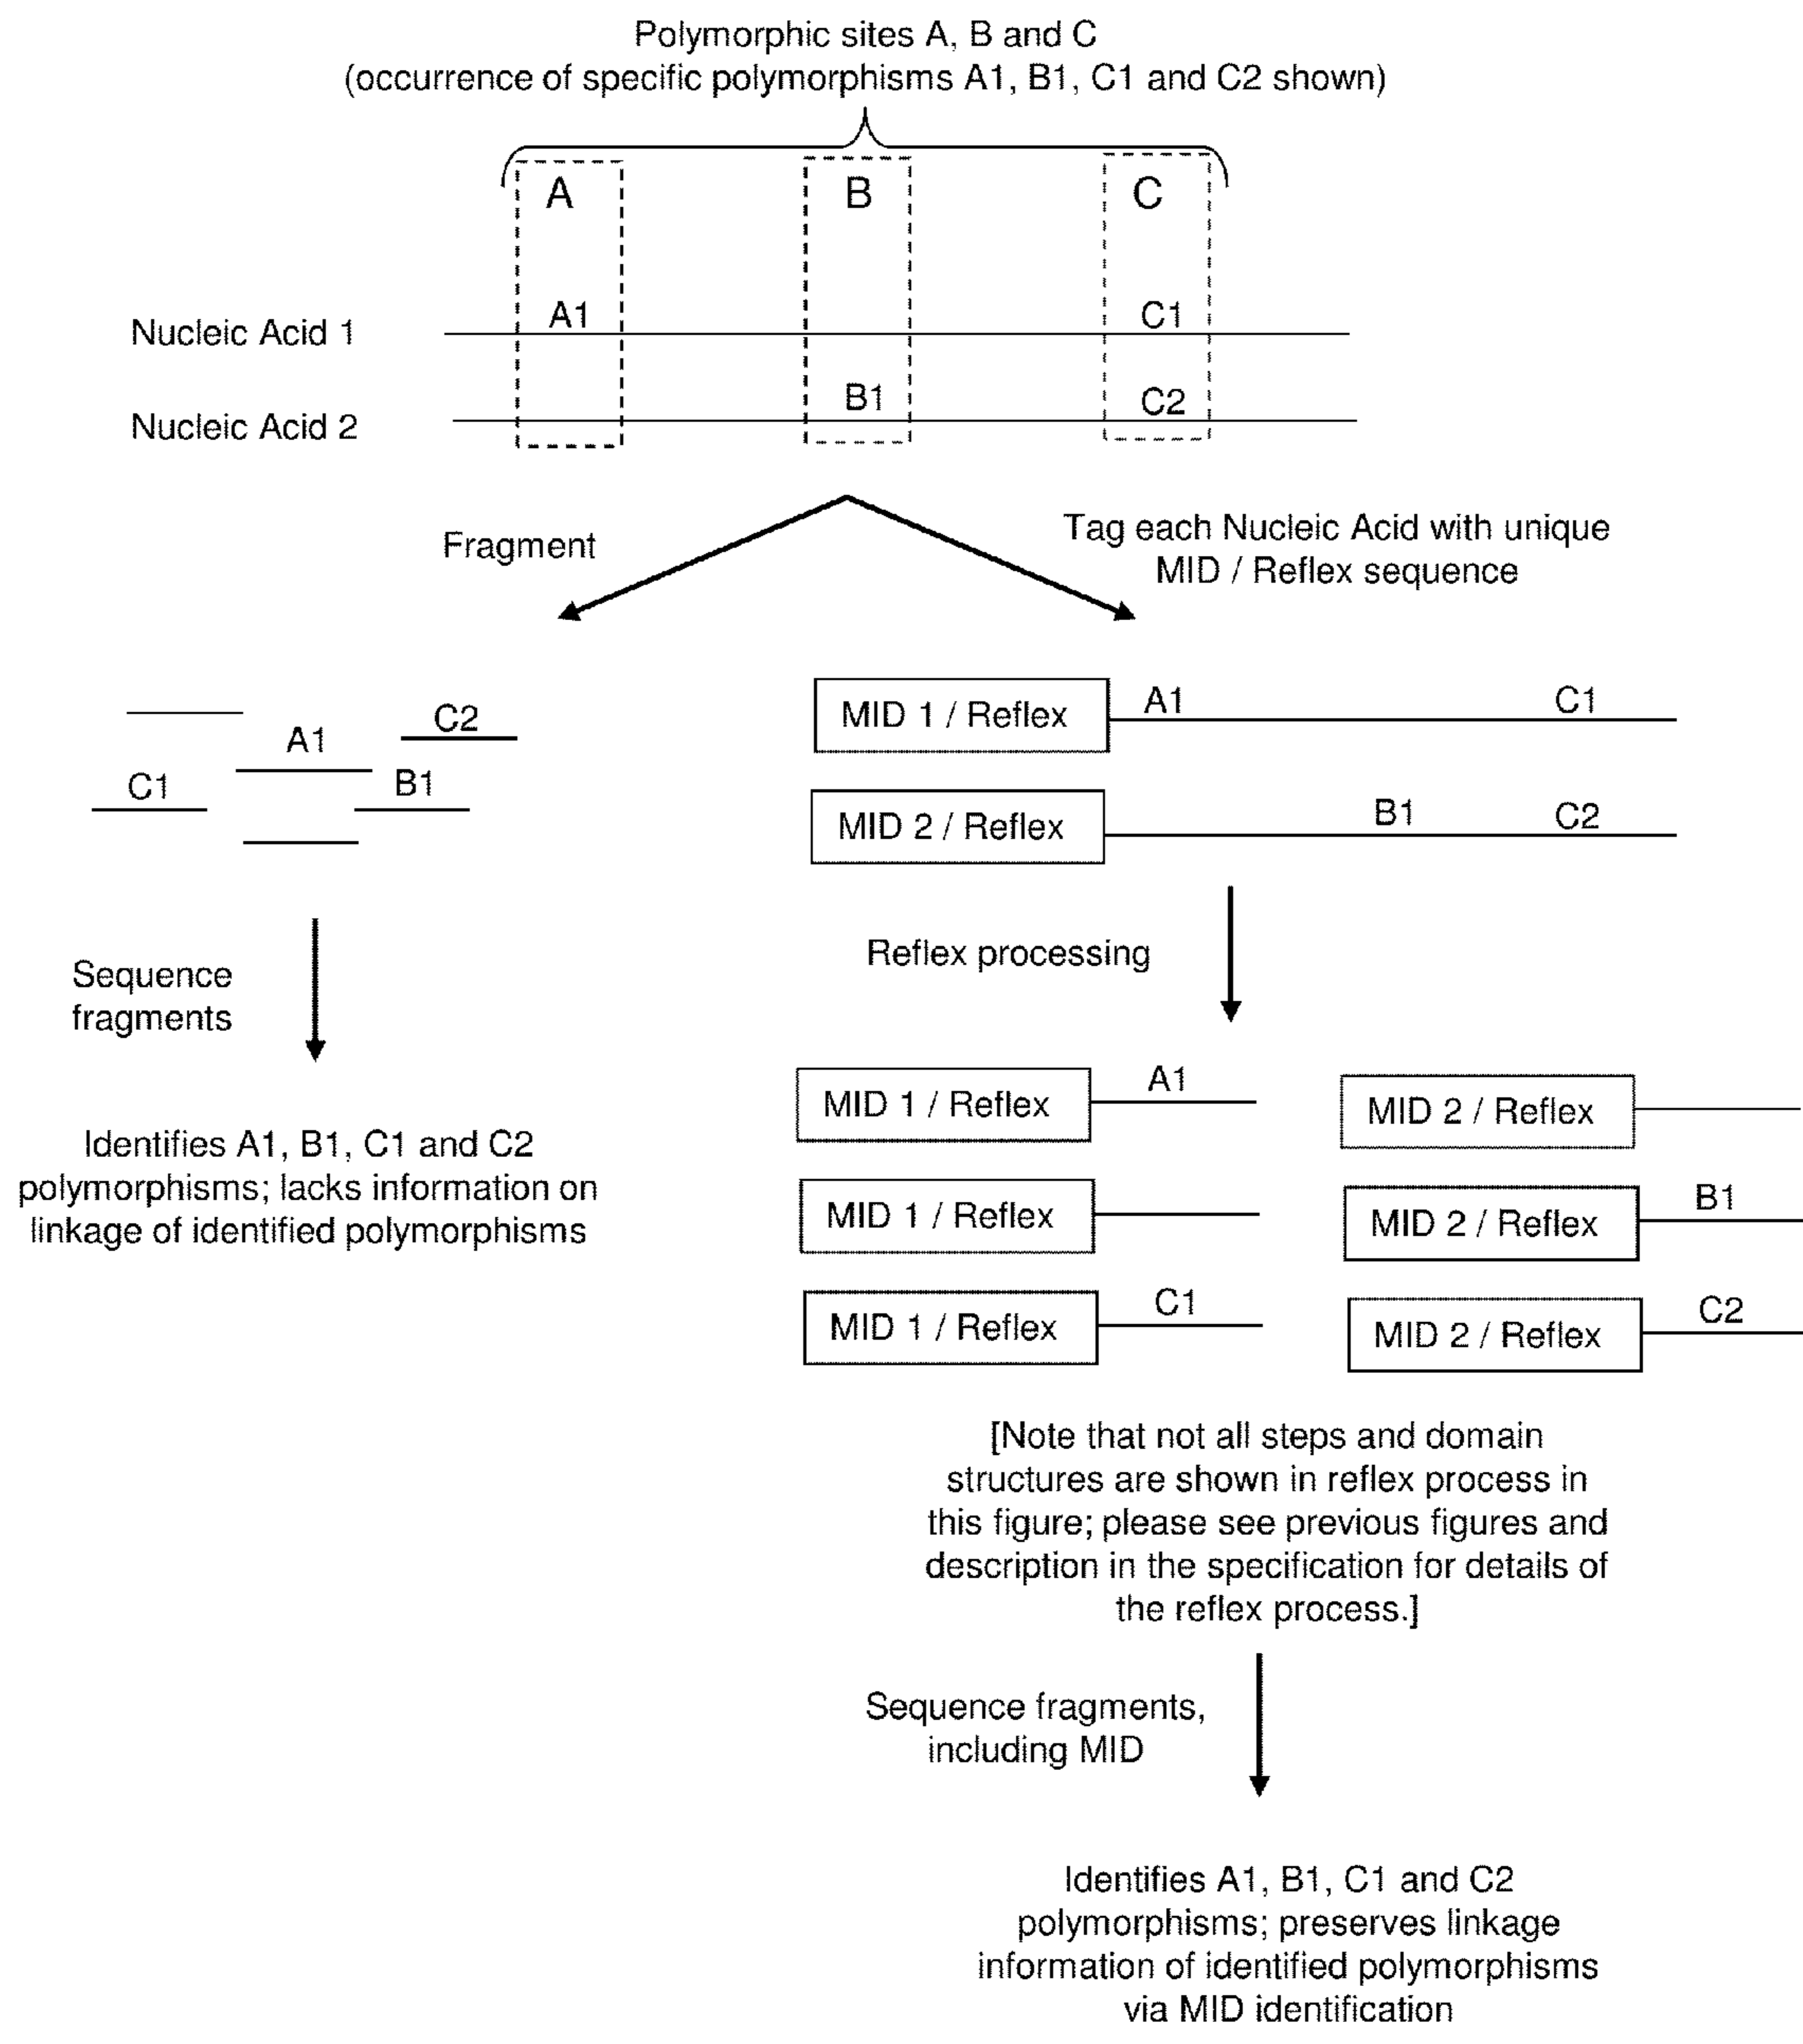 Polymorphic sites A, B and C
(occurrence of specific polymorphisms A1, B1, C1 and C2 shown)
A
B
C
Nucleic Acid 1
A1
C1
Nucleic Acid 2
B1
C2
Fragment
Tag each Nucleic Acid with unique
MID / Reflex sequence
A1
C2
C1
B1
MID 1 / Reflex
A1
C1
MID 2 / Reflex
B1
C2
Sequence
fragments
Reflex processing
Identifies A1, B1, C1 and C2
polymorphisms; lacks information on
linkage of identified polymorphisms
MID 1 / Reflex
A1
MID 2 / Reflex
MID 1 / Reflex
MID 2 / Reflex
B1
MID 1 / Reflex
C1
MID 2 / Reflex
C2
[Note that not all steps and domain
structures are shown in reflex process in
this figure; please see previous figures and
description in the specification for details of
the reflex process.]
Sequence fragments,
including MID
Identifies A1, B1, C1 and C2
polymorphisms; preserves linkage
information of identified polymorphisms
via MID identification